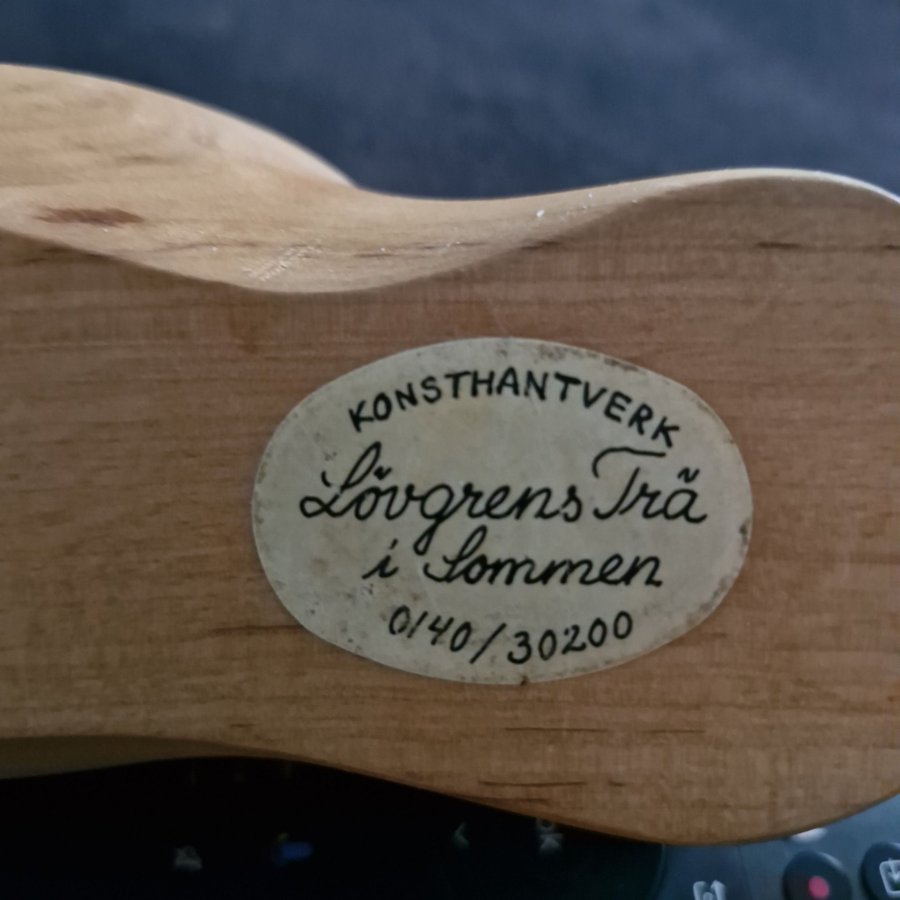 KONSTHANTVERK
Lövgrens Trä
i Sommen
0140/30200